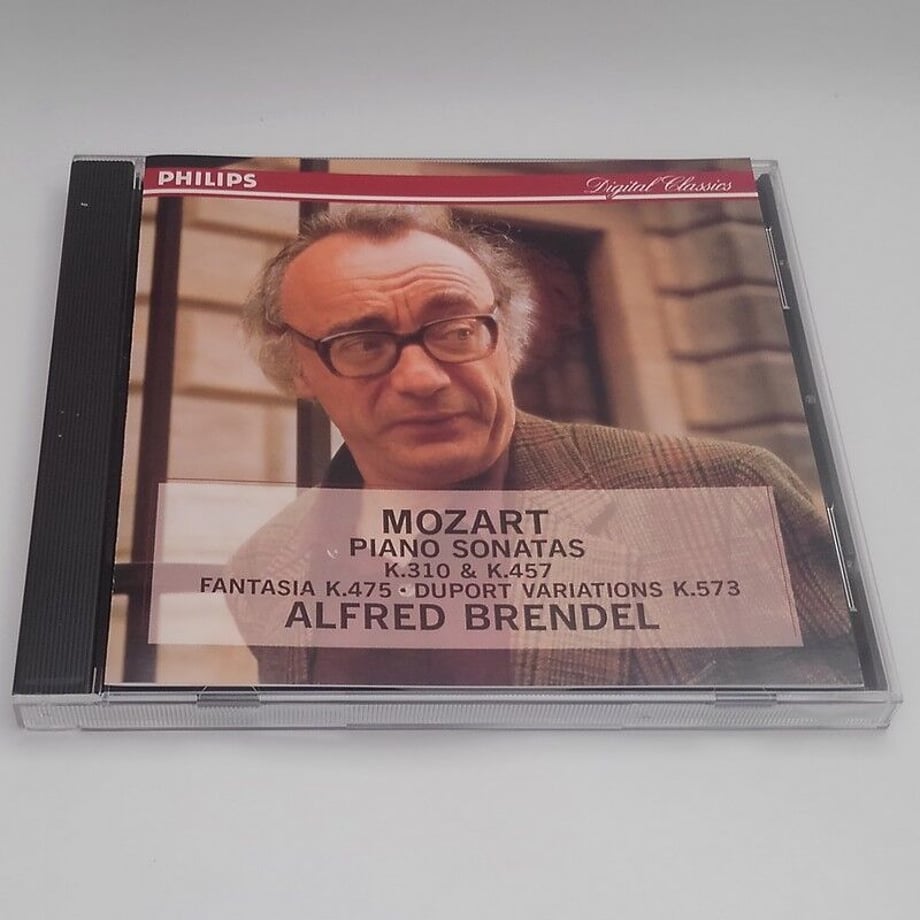 PHILIPS Digital Classics
MOZART
PIANO SONATAS
K.310 & K.457
FANTASIA K.475 • DUPORT VARIATIONS K.573
ALFRED BRENDEL